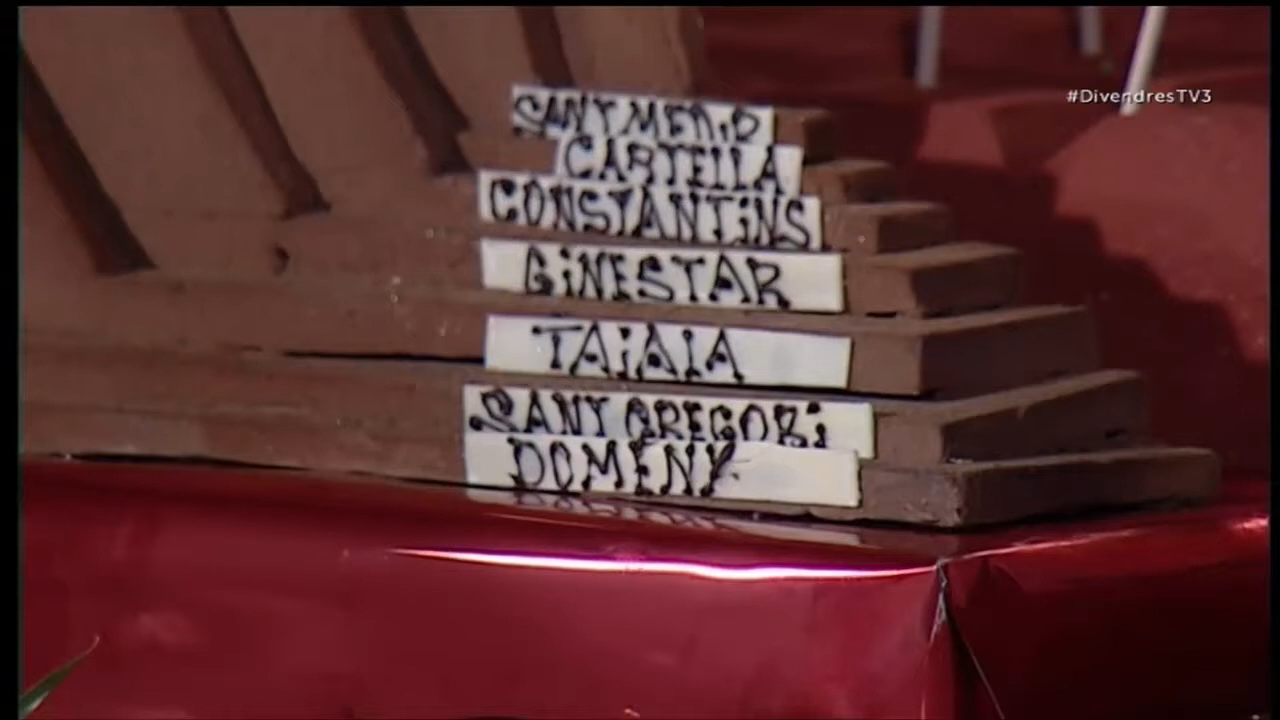 #DivendresTV3
SANT MEDiR
CARTELLA
CONSTANTiNS
GiNESTAR
TAiALA
SANT GREGORi
DOMENY